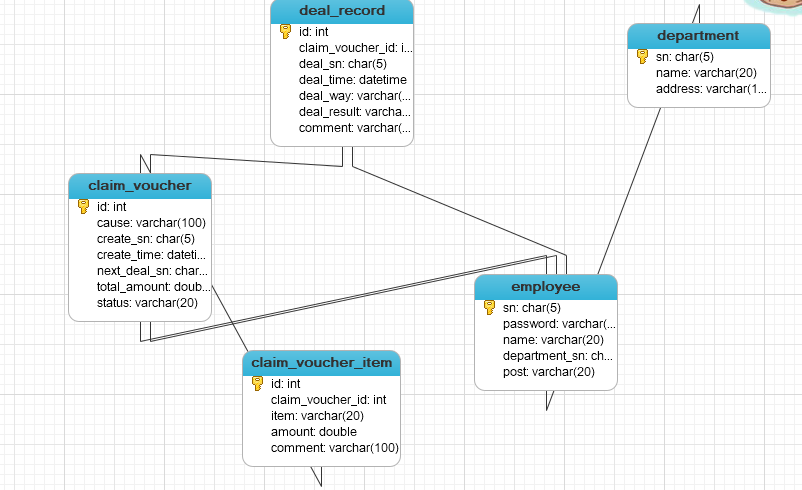 deal_record
id: int
claim_voucher_id: i...
deal_sn: char(5)
deal_time: datetime
deal_way: varchar(...
deal_result: varcha...
comment: varchar(...
department
sn: char(5)
name: varchar(20)
address: varchar(1...
claim_voucher
id: int
cause: varchar(100)
create_sn: char(5)
create_time: dateti...
next_deal_sn: char...
total_amount: doub...
status: varchar(20)
employee
sn: char(5)
password: varchar(...
name: varchar(20)
department_sn: ch...
post: varchar(20)
claim_voucher_item
id: int
claim_voucher_id: int
item: varchar(20)
amount: double
comment: varchar(100)